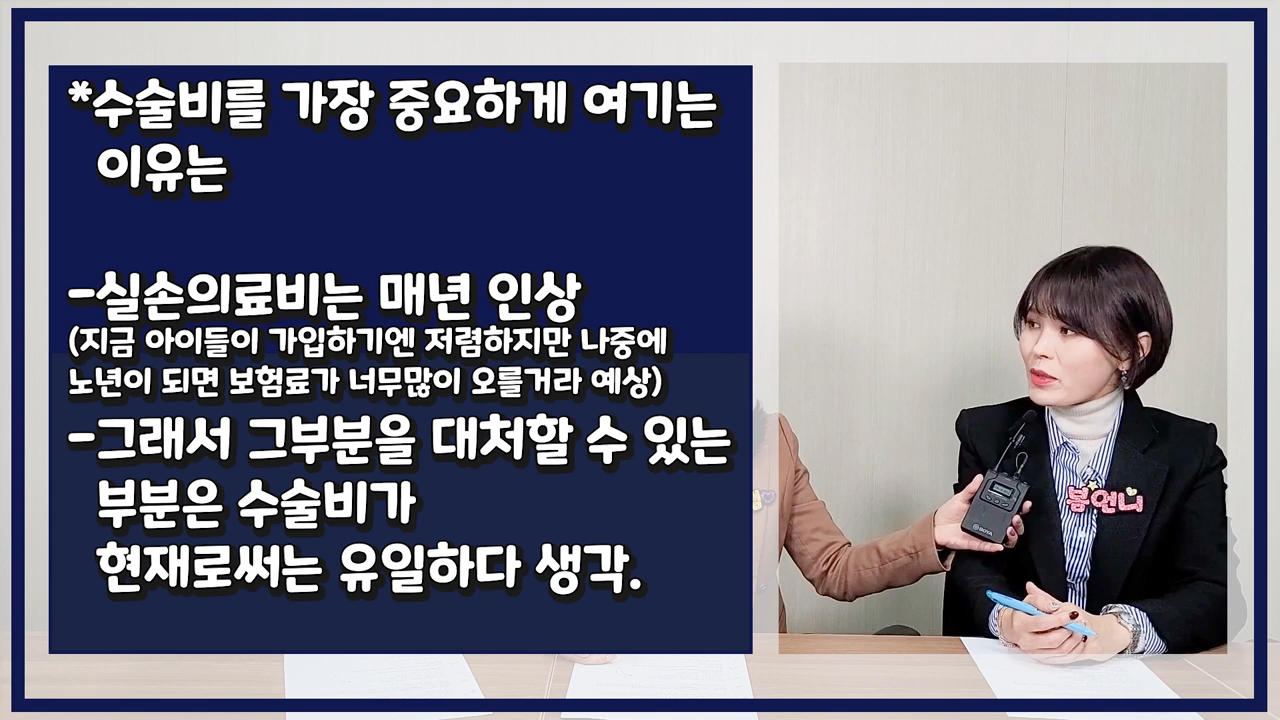 *수술비를 가장 중요하게 여기는
이유는
-실손의료비는 매년 인상
(지금 아이들이 가입하기엔 저렴하지만 나중에
노년이 되면 보험료가 너무많이 오를거라 예상)
-그래서 그부분을 대처할 수 있는
부분은 수술비가
현재로써는 유일하다 생각.
봉언니
BOYA